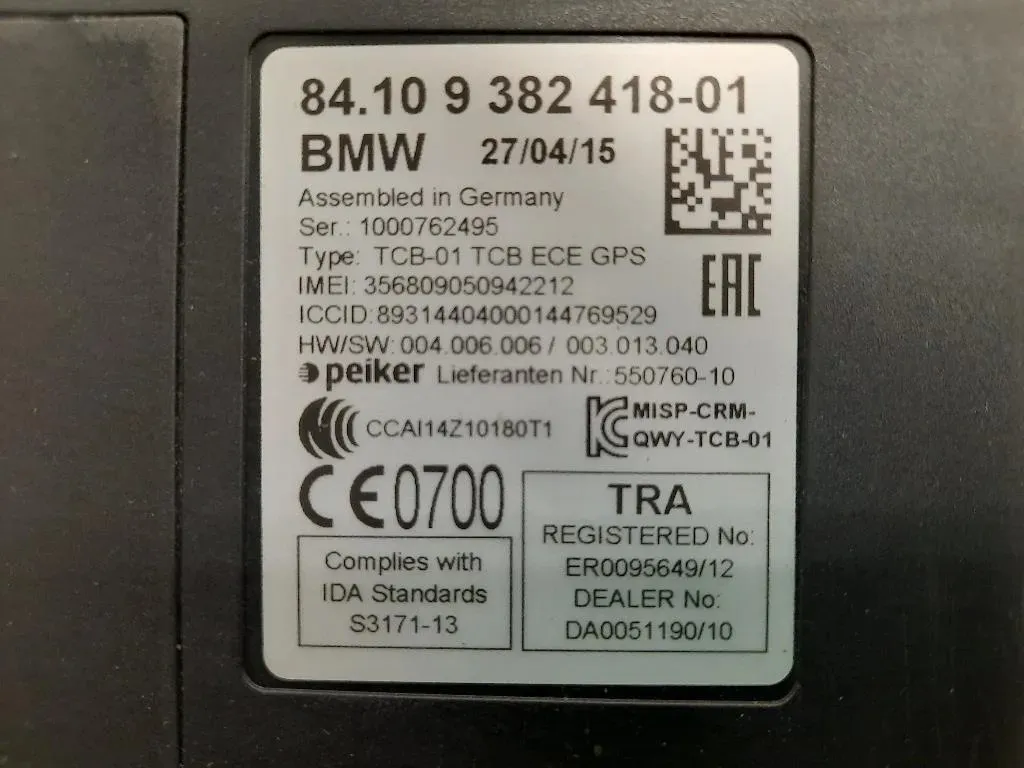 84.10 9 382 418-01
BMW 27/04/15
Assembled in Germany
Ser.: 1000762495
Type: TCB-01 TCB ECE GPS
IMEI: 356809050942212
ICCID:89314404000144769529
HW/SW: 004.006.006 / 003.013.040
peiker Lieferanten Nr.:550760-10
CCAI14Z10180T1
MISP-CRM-
QWY-TCB-01
EAC
CE0700
Complies with
IDA Standards
S3171-13
TRA
REGISTERED No:
ER0095649/12
DEALER No:
DA0051190/10